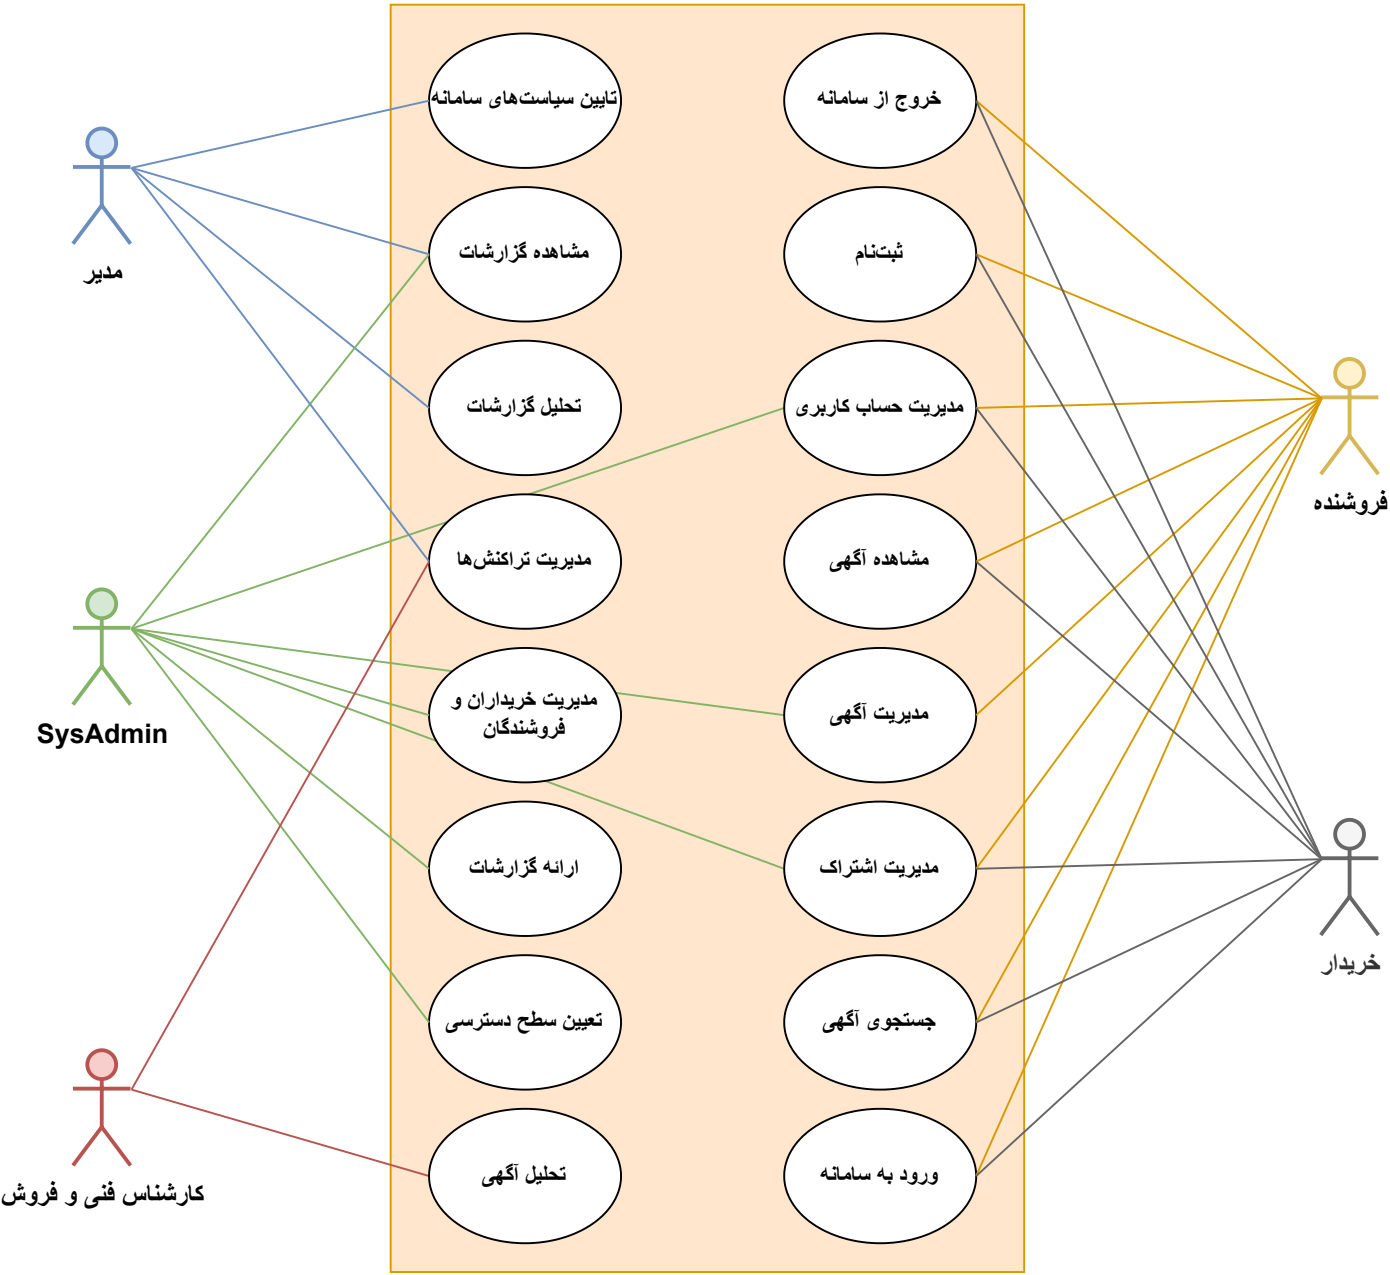 تایین سیاست‌های سامانه
خروج از سامانه
مدیر
مشاهده گزارشات
ثبت‌نام
تحلیل گزارشات
مدیریت حساب کاربری
فروشنده
مدیریت تراکنش‌ها
مشاهده آگهی
SysAdmin
مدیریت خریداران و
فروشندگان
مدیریت آگهی
ارائه گزارشات
مدیریت اشتراک
خریدار
تعیین سطح دسترسی
جستجوی آگهی
کارشناس فنی و فروش
تحلیل آگهی
ورود به سامانه